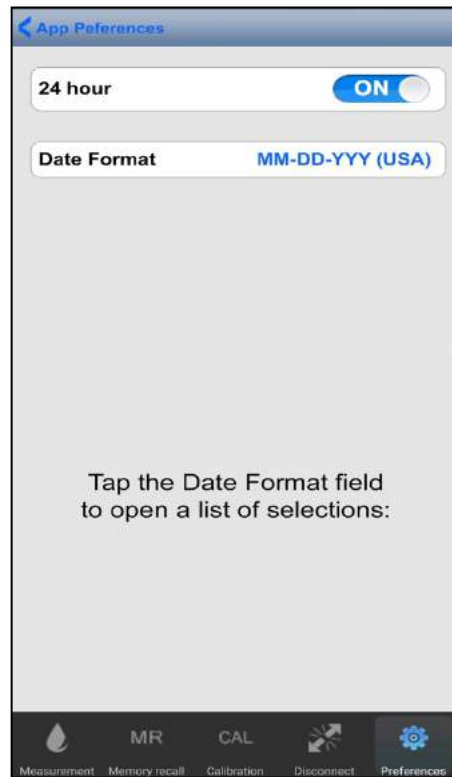 App Peferences
24 hour ON
Date Format MM-DD-YYY (USA)
Tap the Date Format field
to open a list of selections:
MR CAL
Measurement Memory recall Calibration Disconnect Preferences